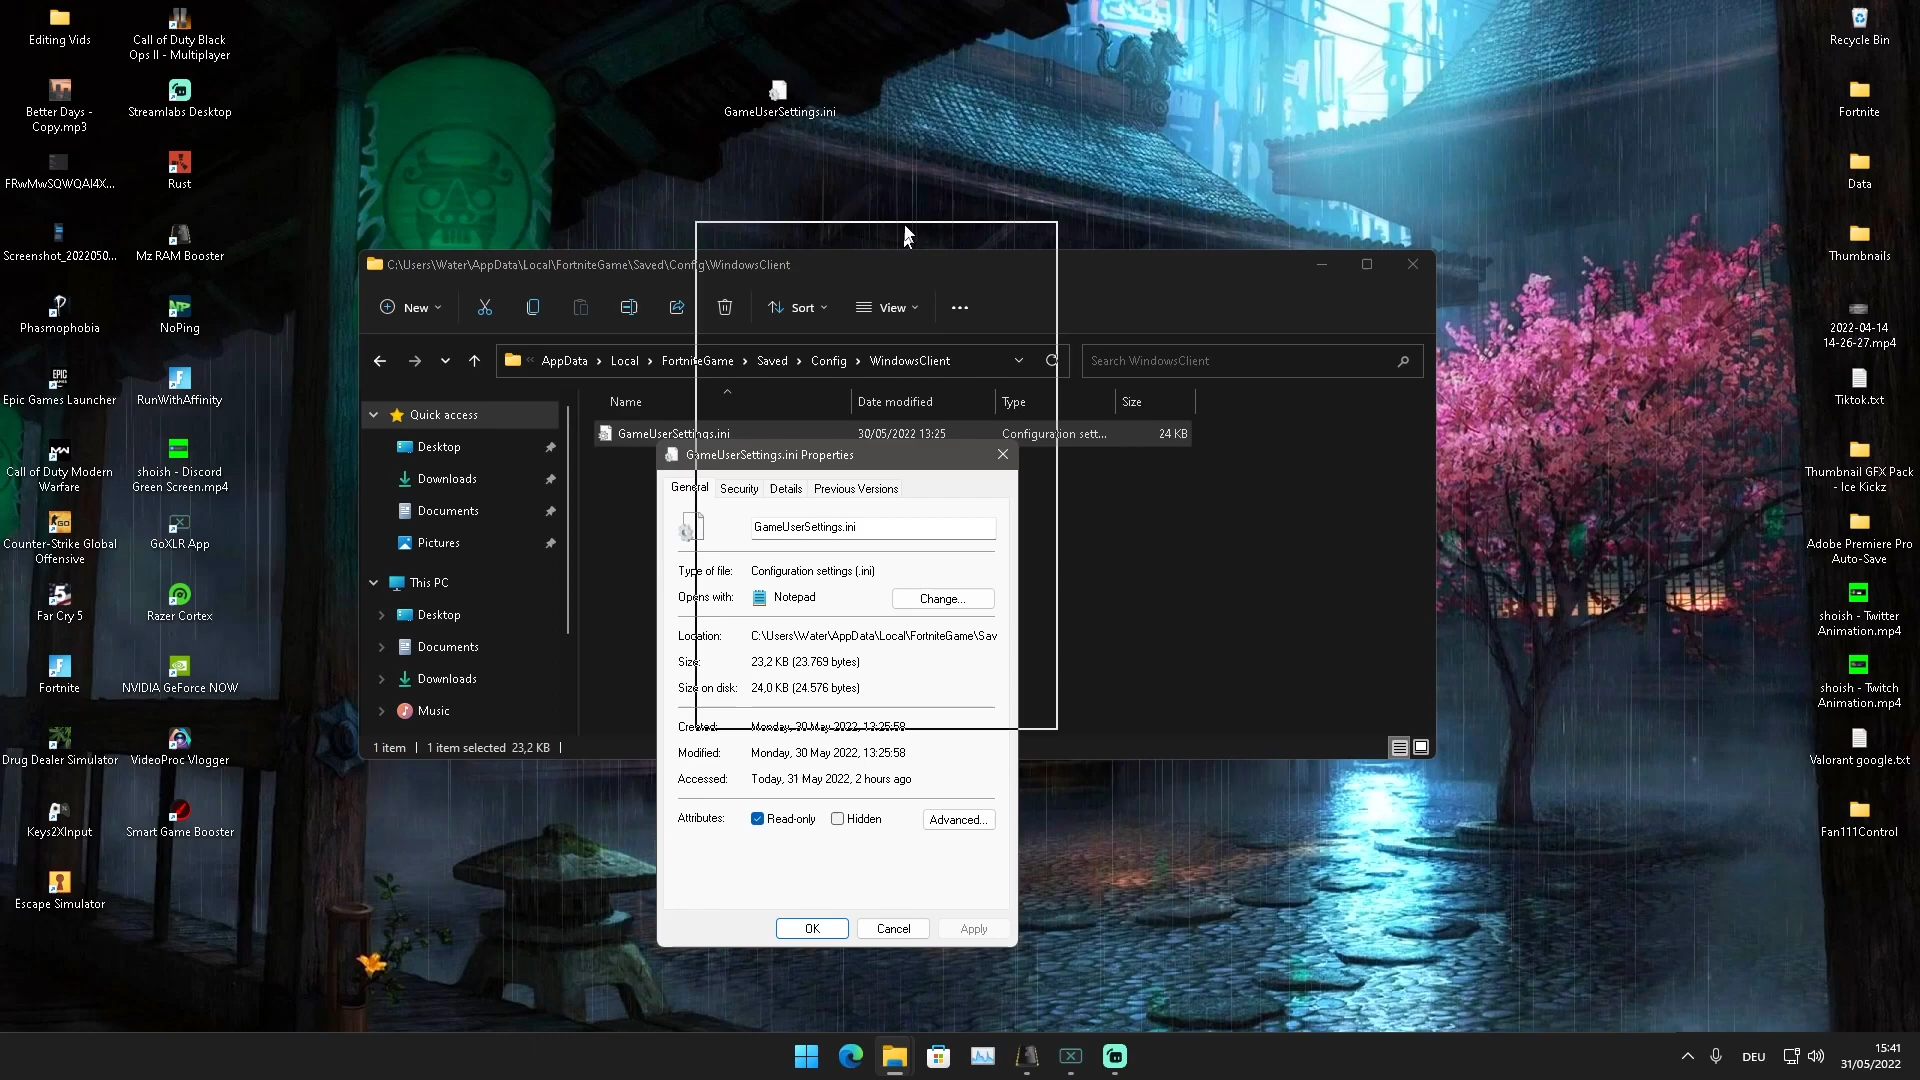 Editing Vids
Call of Duty Black
Ops II - Multiplayer
Better Days -
Copy.mp3
Streamlabs Desktop
FRwMwSQWQAI4X...
Rust
Screenshot_2022050...
Mz RAM Booster
Phasmophobia
NoPing
Epic Games Launcher
RunWithAffinity
Call of Duty Modern
Warfare
shoish - Discord
Green Screen.mp4
Counter-Strike Global
Offensive
GoXLR App
Far Cry 5
Razer Cortex
Fortnite
NVIDIA GeForce NOW
Drug Dealer Simulator
VideoProc Vlogger
Keys2XInput
Smart Game Booster
Escape Simulator
GameUserSettings.ini
C:\Users\Water\AppData\Local\FortniteGame\Saved\Config\WindowsClient
New
Sort
View
AppData > Local > FortniteGame > Saved > Config > WindowsClient
Search WindowsClient
Name
Date modified
Type
Size
Quick access
Desktop
Downloads
Documents
Pictures
This PC
Desktop
Documents
Downloads
Music
GameUserSettings.ini
30/05/2022 13:25
Configuration sett...
24 KB
1 item
1 item selected 23,2 KB
GameUserSettings.ini Properties
General
Security
Details
Previous Versions
GameUserSettings.ini
Type of file:
Configuration settings (.ini)
Opens with:
Notepad
Change...
Location:
C:\Users\Water\AppData\Local\FortniteGame\Sav
Size:
23,2 KB (23.769 bytes)
Size on disk:
24,0 KB (24.576 bytes)
Created:
Monday, 30 May 2022, 13:25:58
Modified:
Monday, 30 May 2022, 13:25:58
Accessed:
Today, 31 May 2022, 2 hours ago
Attributes:
Read-only
Hidden
Advanced...
OK
Cancel
Apply
Recycle Bin
Fortnite
Data
Thumbnails
2022-04-14
14-26-27.mp4
Tiktok.txt
Thumbnail GFX Pack
- Ice Kickz
Adobe Premiere Pro
Auto-Save
shoish - Twitter
Animation.mp4
shoish - Twitch
Animation.mp4
Valorant google.txt
Fan111Control
DEU
15:41
31/05/2022